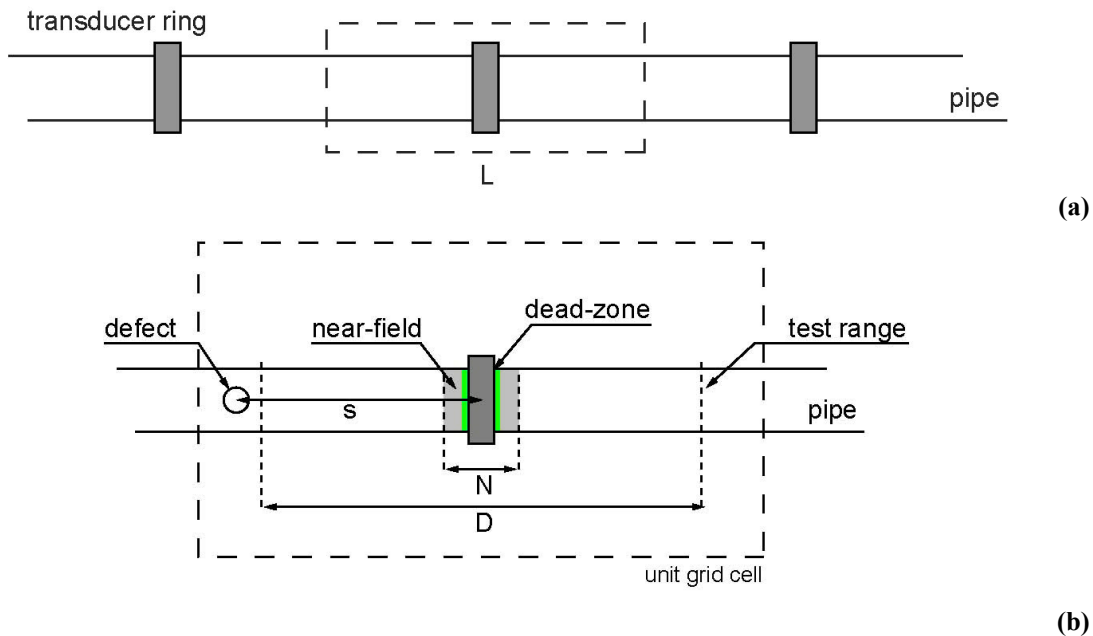 transducer ring
pipe
L
(a)
defect
near-field
dead-zone
test range
s
pipe
N
D
unit grid cell
(b)